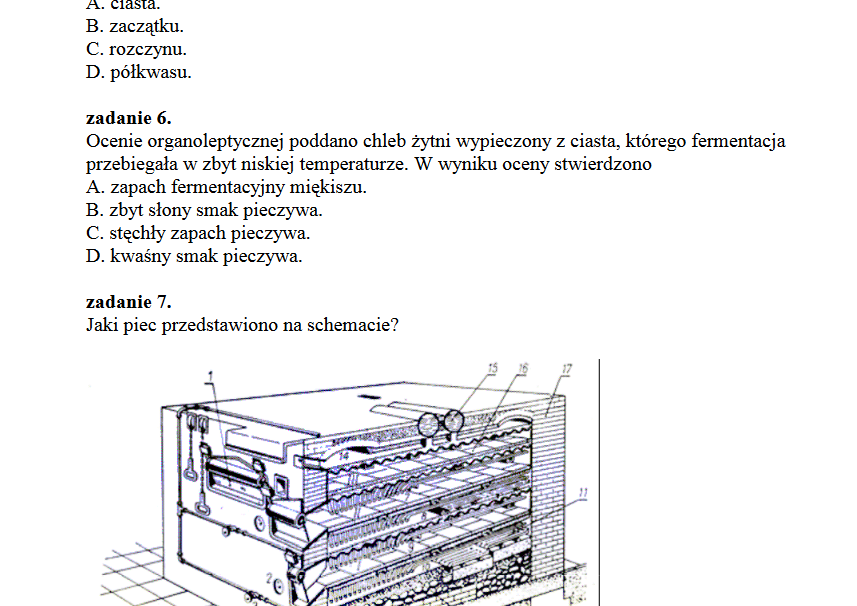 A. ciasta.
B. zaczątku.
C. rozczynu.
D. półkwasu.
zadanie 6.
Ocenie organoleptycznej poddano chleb żytni wypieczony z ciasta, którego fermentacja
przebiegała w zbyt niskiej temperaturze. W wyniku oceny stwierdzono
A. zapach fermentacyjny miękiszu.
B. zbyt słony smak pieczywa.
C. stęchły zapach pieczywa.
D. kwaśny smak pieczywa.
zadanie 7.
Jaki piec przedstawiono na schemacie?
1
15
16
17
14
11
2